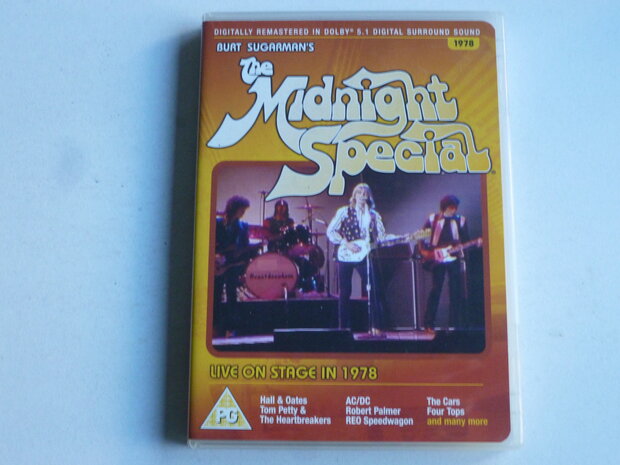 DIGITALLY REMASTERED IN DOLBY® 5.1 DIGITAL SURROUND SOUND
BURT SUGARMAN'S
1978
The
Midnight
Special
Heartbreakers
LIVE ON STAGE IN 1978
PG
Hall & Oates
Tom Petty &
The Heartbreakers
AC/DC
Robert Palmer
REO Speedwagon
The Cars
Four Tops
and many more